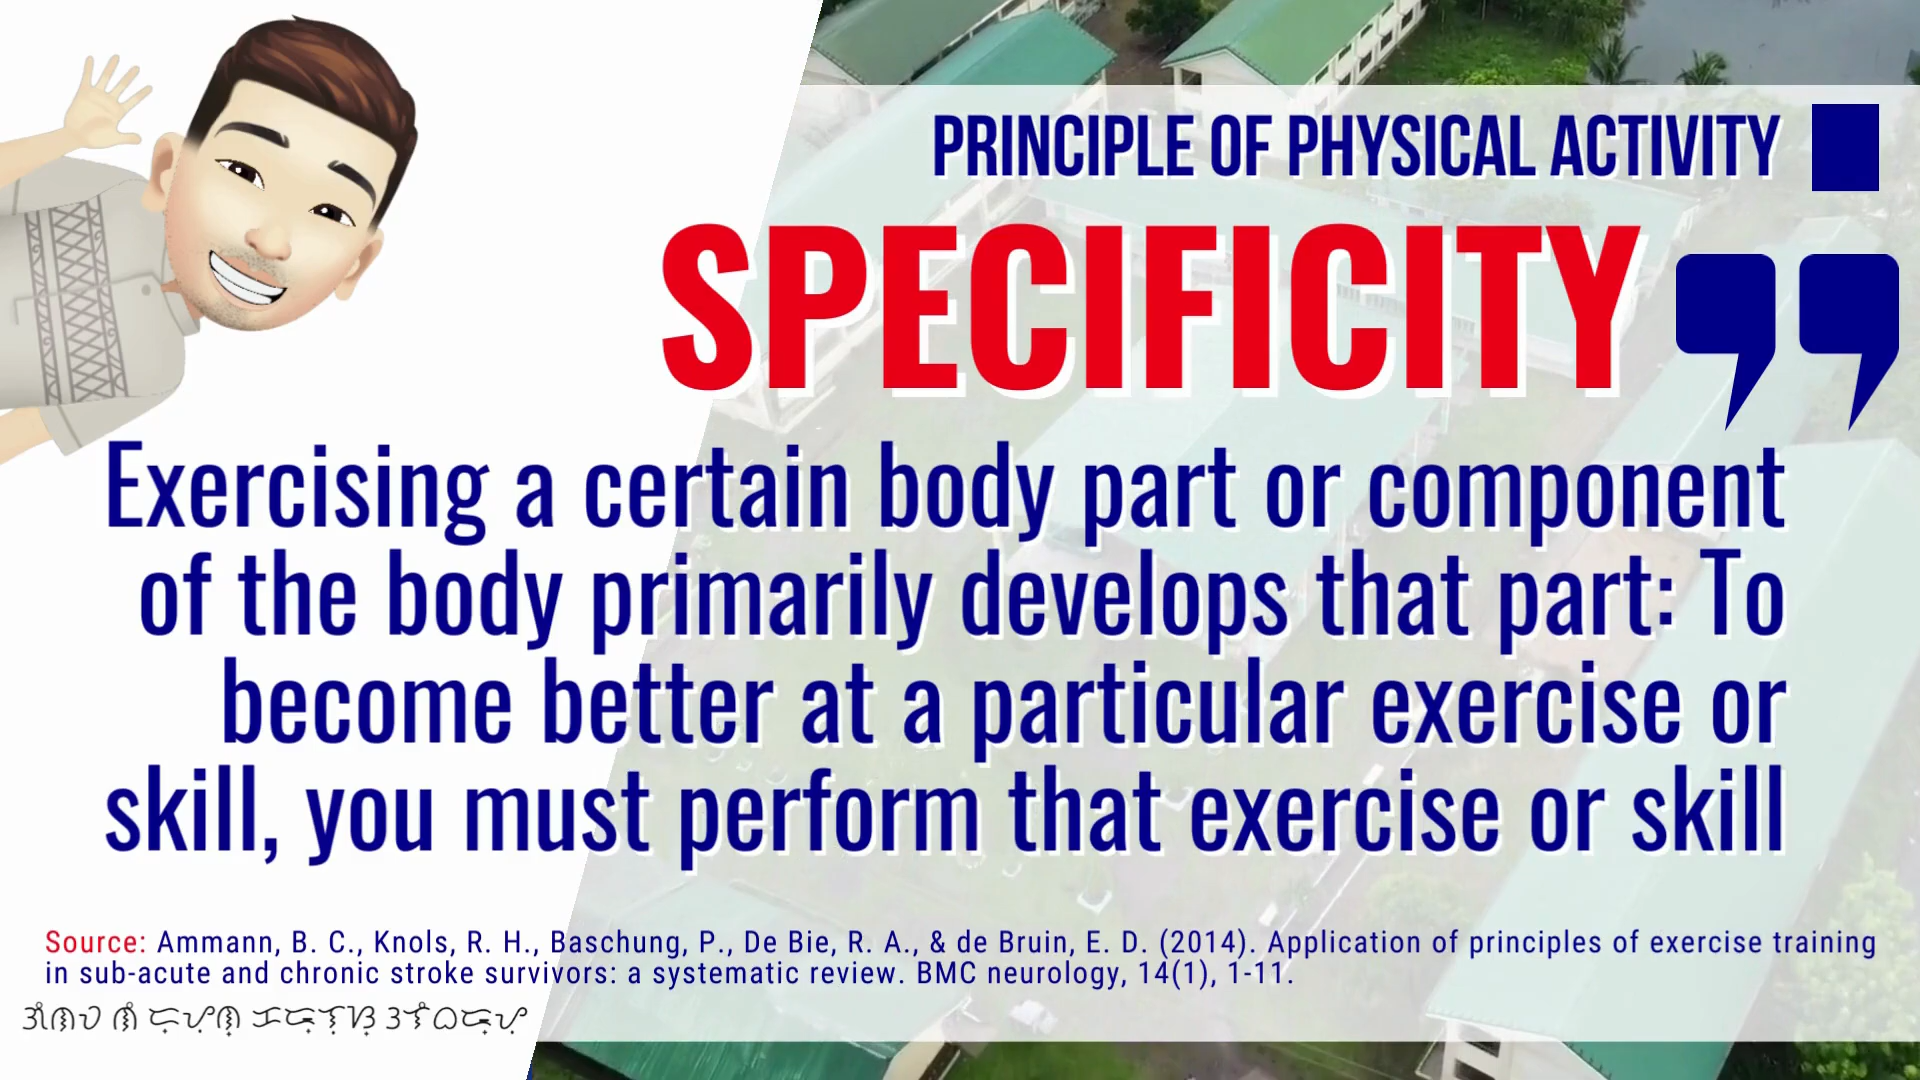 PRINCIPLE OF PHYSICAL ACTIVITY
SPECIFICITY
Exercising a certain body part or component
of the body primarily develops that part: To
become better at a particular exercise or
skill, you must perform that exercise or skill
Source: Ammann, B. C., Knols, R. H., Baschung, P., De Bie, R. A., & de Bruin, E. D. (2014). Application of principles of exercise training
in sub-acute and chronic stroke survivors: a systematic review. BMC neurology, 14(1), 1-11.